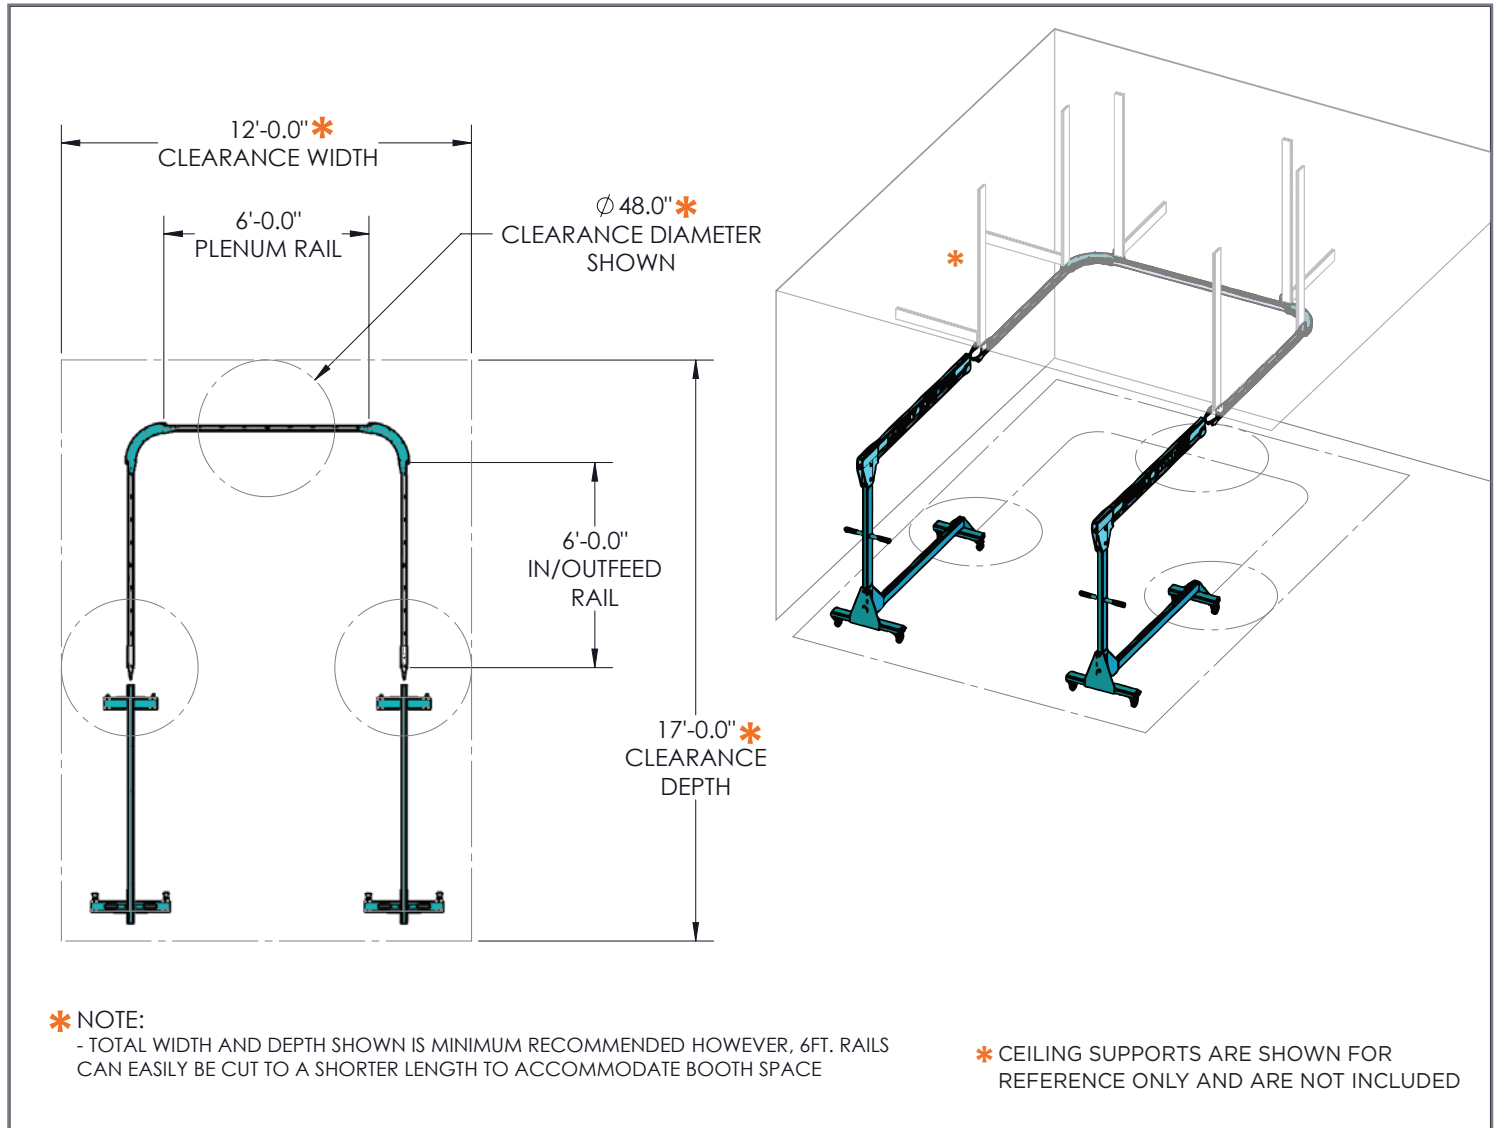 12'-0.0"*
CLEARANCE WIDTH
6'-0.0"
PLENUM RAIL
∅ 48.0"*
CLEARANCE DIAMETER
SHOWN
6'-0.0"
IN/OUTFEED
RAIL
17'-0.0"*
CLEARANCE
DEPTH
*
* NOTE:
- TOTAL WIDTH AND DEPTH SHOWN IS MINIMUM RECOMMENDED HOWEVER, 6FT. RAILS
CAN EASILY BE CUT TO A SHORTER LENGTH TO ACCOMMODATE BOOTH SPACE
* CEILING SUPPORTS ARE SHOWN FOR
REFERENCE ONLY AND ARE NOT INCLUDED